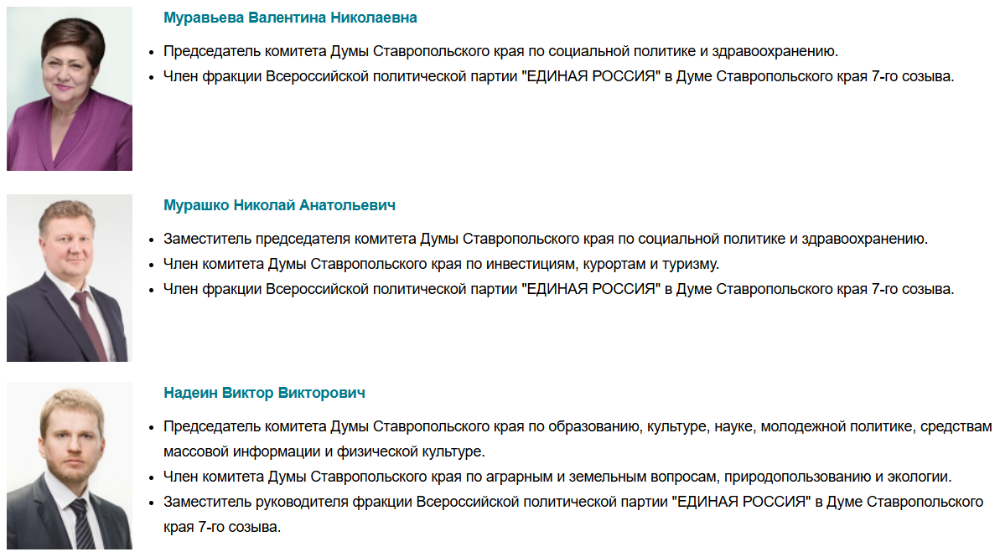 Муравьева Валентина Николаевна
• Председатель комитета Думы Ставропольского края по социальной политике и здравоохранению.
• Член фракции Всероссийской политической партии "ЕДИНАЯ РОССИЯ" в Думе Ставропольского края 7-го созыва.
Мурашко Николай Анатольевич
• Заместитель председателя комитета Думы Ставропольского края по социальной политике и здравоохранению.
• Член комитета Думы Ставропольского края по инвестициям, курортам и туризму.
• Член фракции Всероссийской политической партии "ЕДИНАЯ РОССИЯ" в Думе Ставропольского края 7-го созыва.
Надеин Виктор Викторович
• Председатель комитета Думы Ставропольского края по образованию, культуре, науке, молодежной политике, средствам
массовой информации и физической культуре.
• Член комитета Думы Ставропольского края по аграрным и земельным вопросам, природопользованию и экологии.
• Заместитель руководителя фракции Всероссийской политической партии "ЕДИНАЯ РОССИЯ" в Думе Ставропольского
края 7-го созыва.